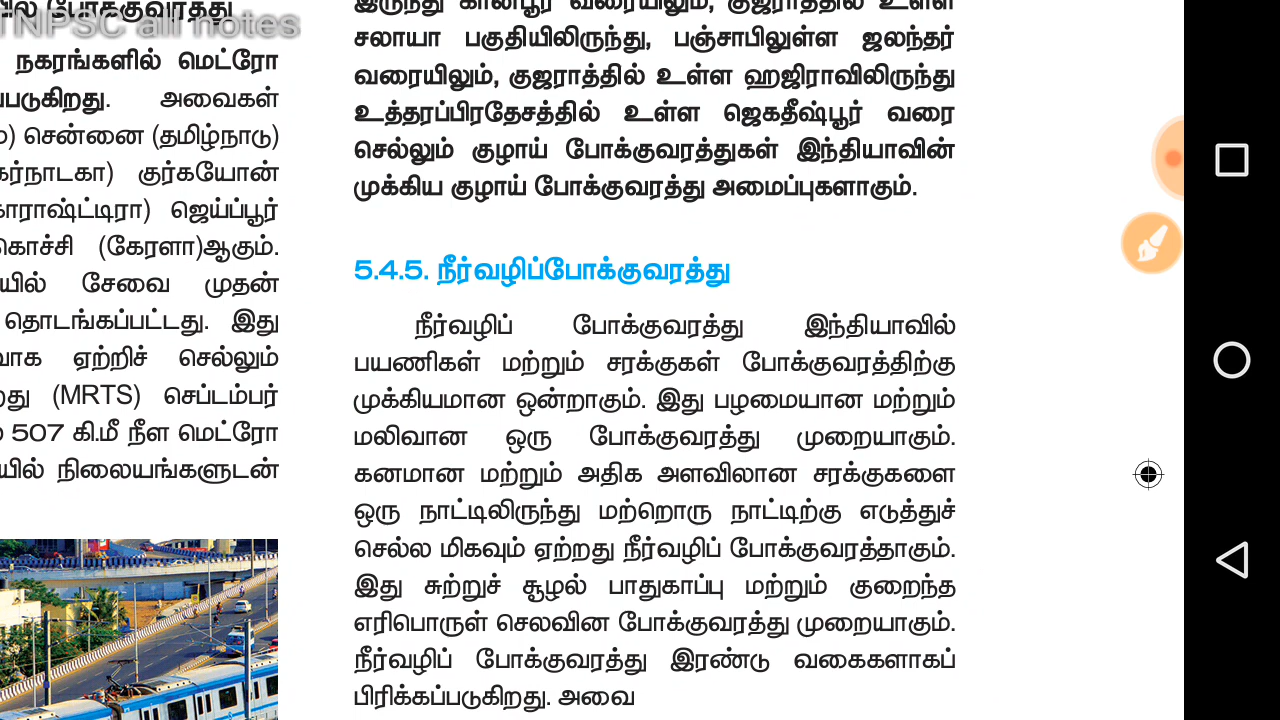 TNPSC all notes
நகரங்களில் மெட்ரோ
அவைகள்
சென்னை (தமிழ்நாடு)
குர்கயோன்
ஜெய்ப்பூர்
(கேரளா)ஆகும்.
சேவை முதன்
தொடங்கப்பட்டது. இது
ஏற்றிச் செல்லும்
(MRTS) செப்டம்பர்
507 கி.மீ நீள மெட்ரோ
நிலையங்களுடன்
சலாயா பகுதியிலிருந்து, பஞ்சாபிலுள்ள ஜலந்தர்
வரையிலும், குஜராத்தில் உள்ள ஹஜிராவிலிருந்து
உத்தரப்பிரதேசத்தில் உள்ள ஜெகதீஷ்பூர் வரை
செல்லும் குழாய் போக்குவரத்துகள் இந்தியாவின்
முக்கிய குழாய் போக்குவரத்து அமைப்புகளாகும்.
5.4.5. நீர்வழிப்போக்குவரத்து
நீர்வழிப் போக்குவரத்து இந்தியாவில்
பயணிகள் மற்றும் சரக்குகள் போக்குவரத்திற்கு
முக்கியமான ஒன்றாகும். இது பழமையான மற்றும்
மலிவான ஒரு போக்குவரத்து முறையாகும்.
கனமான மற்றும் அதிக அளவிலான சரக்குகளை
ஒரு நாட்டிலிருந்து மற்றொரு நாட்டிற்கு எடுத்துச்
செல்ல மிகவும் ஏற்றது நீர்வழிப் போக்குவரத்தாகும்.
இது சுற்றுச் சூழல் பாதுகாப்பு மற்றும் குறைந்த
எரிபொருள் செலவின போக்குவரத்து முறையாகும்.
நீர்வழிப் போக்குவரத்து இரண்டு வகைகளாகப்
பிரிக்கப்படுகிறது. அவை